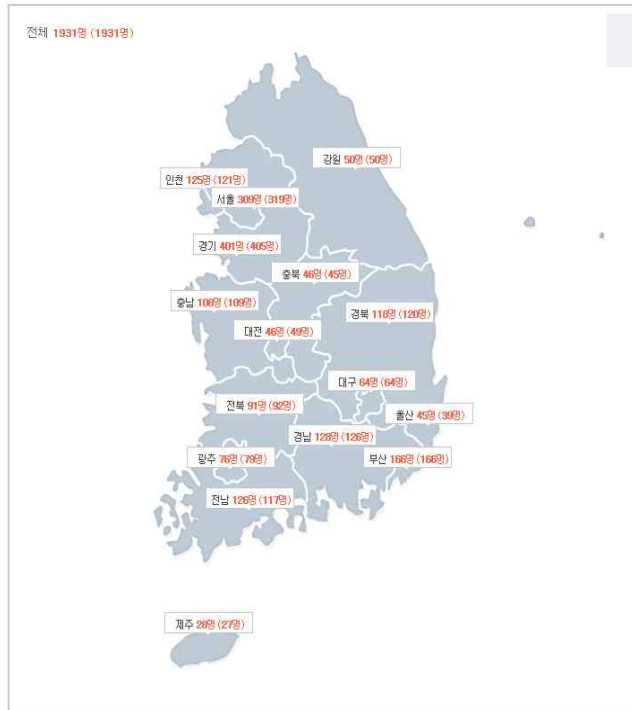 전체 1931명 (1931명)
강원 50명 (50명)
인천 125명 (121명)
서울 309명 (319명)
경기 401명 (405명)
충북 46명 (45명)
충남 108명 (109명)
경북 118명 (120명)
대전 46명 (49명)
대구 64명 (64명)
전북 91명 (92명)
울산 45명 (39명)
경남 128명 (126명)
광주 76명 (79명)
부산 166명 (166명)
전남 126명 (117명)
제주 28명 (27명)